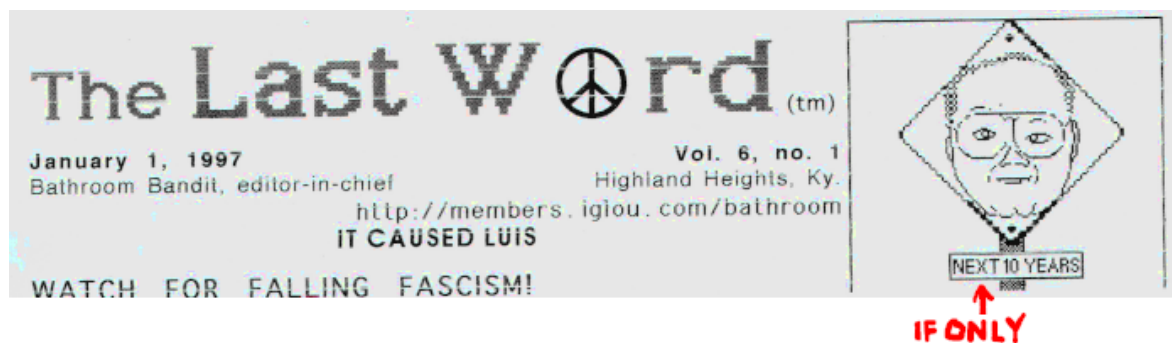 The Last Word (tm)
January 1, 1997 Vol. 6, no. 1
Bathroom Bandit, editor-in-chief Highland Heights, Ky.
http://members.iglou.com/bathroom
IT CAUSED LUIS
WATCH FOR FALLING FASCISM!
NEXT 10 YEARS
IF ONLY